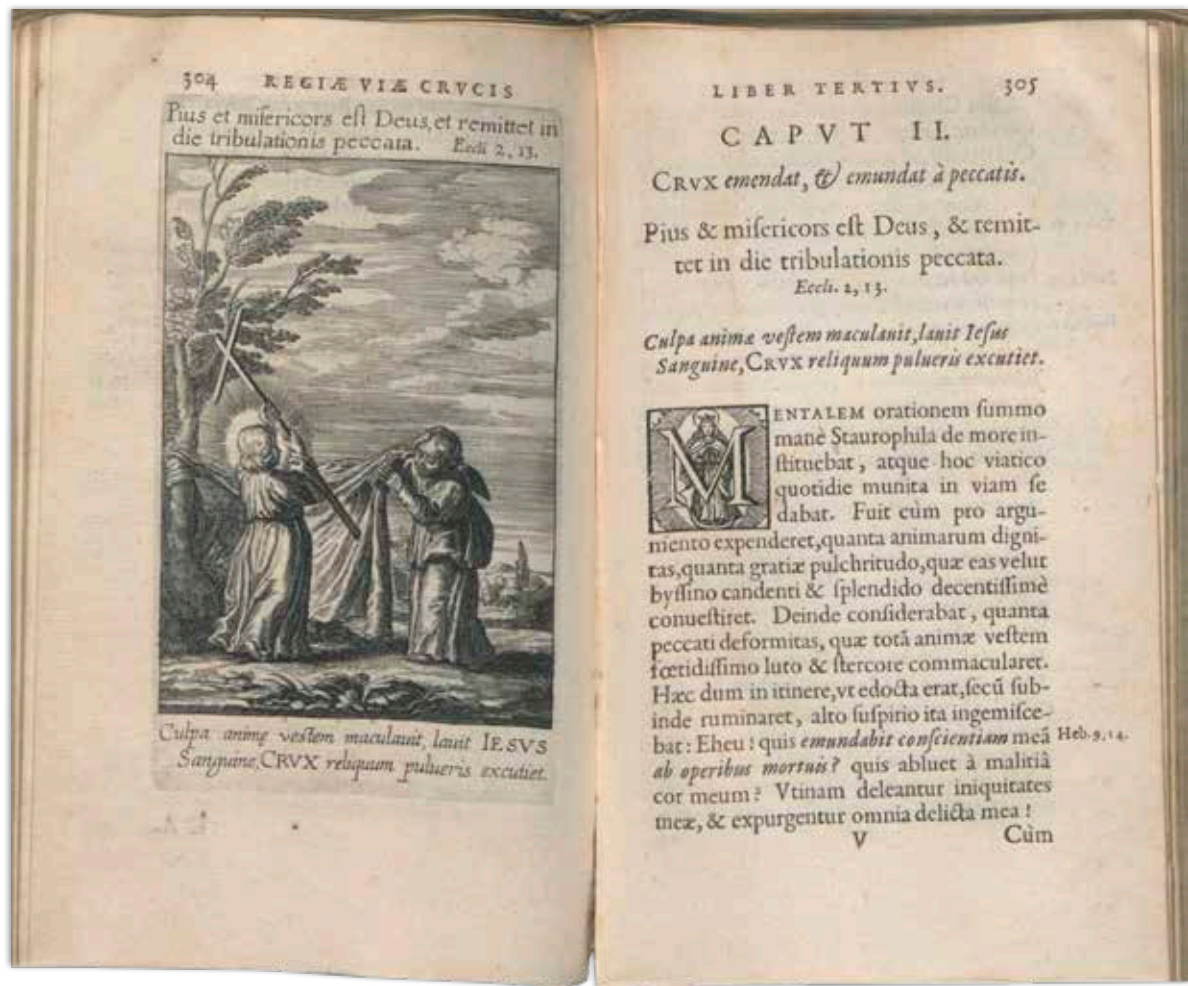 304 REGIÆ VIÆ CRVCIS
Pius et miſericors eſt Deus, et remittet in
die tribulationis peccata. Eccli 2, 13.
Culpa animę veſtem maculauit, lauit IESVS
Sanguine, CRVX reliquum pulueris excutiet.
LIBER TERTIVS. 305
CAPVT II.
CRVX emendat, & emundat à peccatis.
Pius & miſericors eſt Deus, & remit-
tet in die tribulationis peccata.
Eccli. 2, 13.
Culpa animæ veſtem maculauit, lauit Ieſus
Sanguine, CRVX reliquum pulueris excutiet.
MENTALEM orationem ſummo
manè Staurophila de more in-
ſtituebat, atque hoc viatico
quotidie munita in viam ſe
dabat. Fuit cùm pro argu-
mento expenderet, quanta animarum digni-
tas, quanta gratiæ pulchritudo, quæ eas velut
byſſino candenti & ſplendido decentiſſimè
conueſtiret. Deinde conſiderabat, quanta
peccati deformitas, quæ totâ animæ veſtem
fœtidiſſimo luto & ſtercore commacularet.
Hæc dum in itinere, vt edocta erat, ſecũ ſub-
inde ruminaret, alto ſuſpirio ita ingemiſce-
bat: Eheu! quis emundabit conſcientiam meã Heb. 9, 14.
ab operibus mortuis? quis abluet à malitiâ
cor meum? Vtinam deleantur iniquitates
meæ, & expurgentur omnia delicta mea!
V Cùm